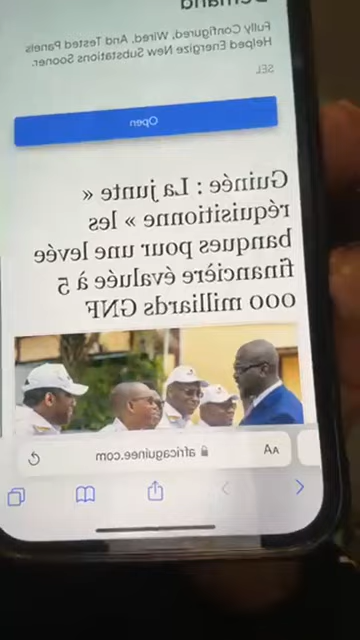 Demand
Fully Configured, Wired, And Tested Panels
Helped Energize New Substations Sooner.
SEL
Open
Guinée : La junte «
réquisitionne » les
banques pour une levée
financière évaluée à 5
000 milliards GNF
AA
africaguinee.com